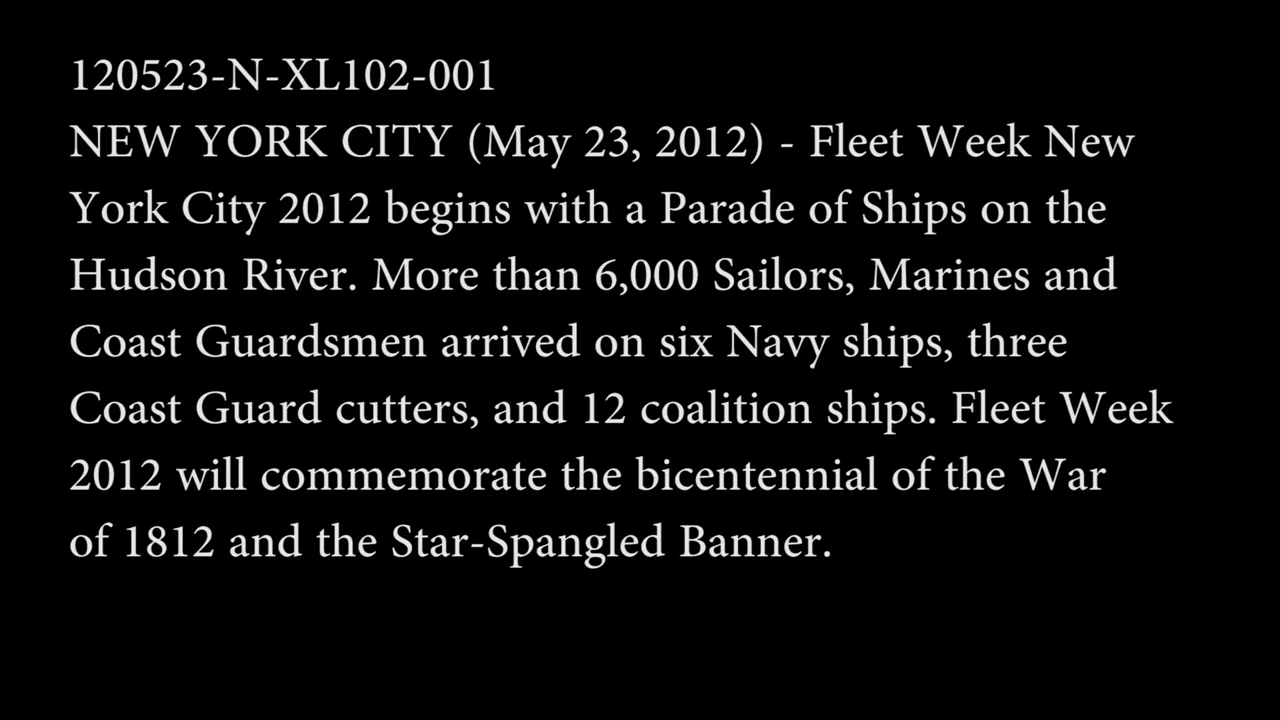 120523-N-XL102-001
NEW YORK CITY (May 23, 2012) - Fleet Week New
York City 2012 begins with a Parade of Ships on the
Hudson River. More than 6,000 Sailors, Marines and
Coast Guardsmen arrived on six Navy ships, three
Coast Guard cutters, and 12 coalition ships. Fleet Week
2012 will commemorate the bicentennial of the War
of 1812 and the Star-Spangled Banner.